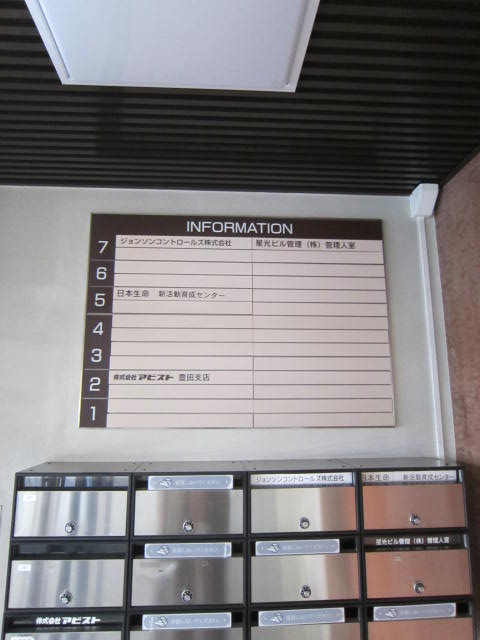 INFORMATION
7 ジョンソンコントロールズ株式会社 星光ビル管理（株）管理人室
6
5 日本生命 新活動育成センター
4
3
2 株式会社アビスト 豊田支店
1
ジョンソンコントロールズ株式会社 日本生命 新活動育成センター
星光ビル管理（株）管理人室
株式会社アビスト